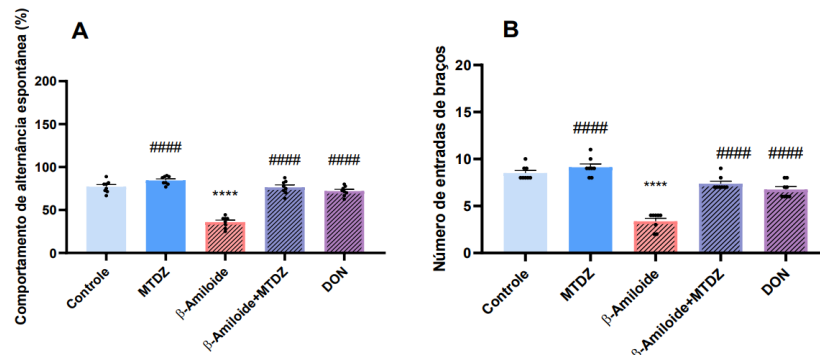 A
Comportamento de alternância espontânea (%)
200
150
100
50
0
####
****
####
####
Controle
MTDZ
β-Amiloide
β-Amiloide+MTDZ
DON
B
Número de entradas de braços
20
15
10
5
0
####
****
####
####
Controle
MTDZ
β-Amiloide
β-Amiloide+MTDZ
DON